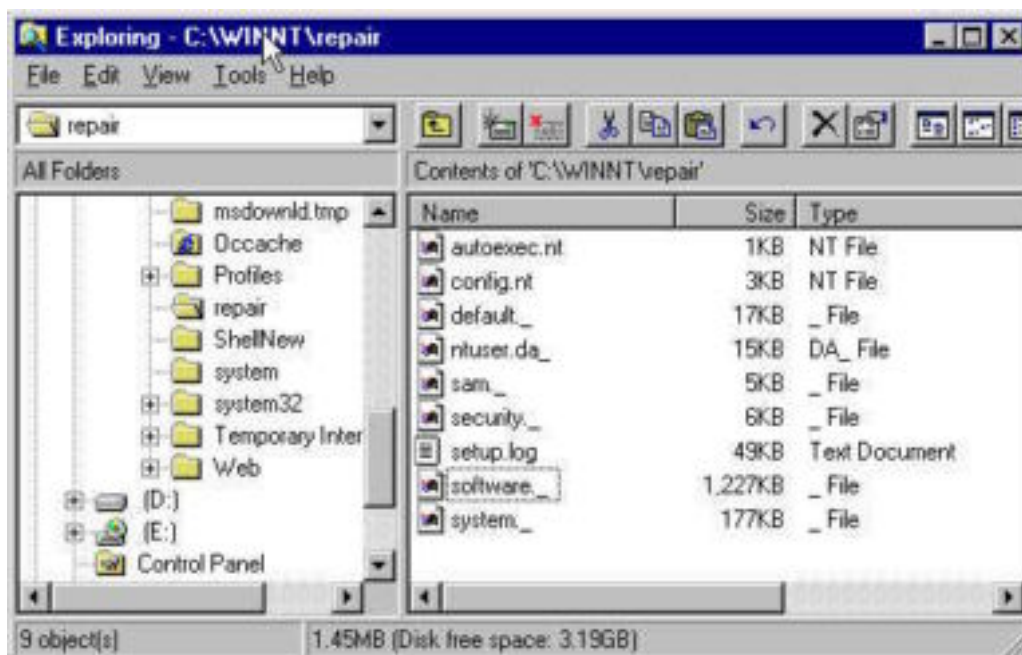 Exploring - C:\WINNT\repair
File Edit View Tools Help
repair
All Folders
Contents of 'C:\WINNT\repair'
msdownld.tmp
Occache
Profiles
repair
ShellNew
system
system32
Temporary Inter
Web
(D:)
(E:)
Control Panel
Name Size Type
autoexec.nt 1KB NT File
config.nt 3KB NT File
default._ 17KB _ File
ntuser.da_ 15KB DA_ File
sam._ 5KB _ File
security._ 6KB _ File
setup.log 49KB Text Document
software._ 1,227KB _ File
system._ 177KB _ File
9 object(s) 1.45MB (Disk free space: 3.19GB)